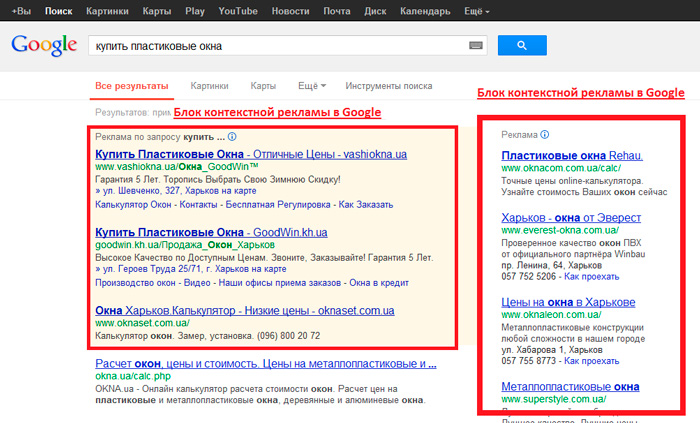 +Вы Поиск Картинки Карты Play YouTube Новости Почта Диск Календарь Ещё
Google
купить ппастиковые окна
Все результаты Картинки Карты Ещё Инструменты поиска
Блок контекстной рекламы в Google
Результатов: при
Блок контекстной рекламы в Google
Реклама по запросу купить ...
Купить Пластиковые Окна - Отличные Цены - vashiokna.ua
www.vashiokna.ua/Окна_GoodWin™
Гарантия 5 Лет. Торопись Выбрать Свою Зимнюю Скидку!
» ул. Шевченко, 327, Харьков на карте
Калькулятор Окон - Контакты - Бесплатная Регулировка - Как Заказать
Купить Пластиковые Окна - GoodWin.kh.ua
goodwin.kh.ua/Продажа_Окон_Харьков
Высокое Качество по Доступным Ценам. Звоните, Заказывайте! Гарантия 5 Лет.
» ул. Героев Труда 25/71, г. Харьков на карте
Производство окон - Видео - Наши офисы приема заказов - Окна в кредит
Окна Харьков.Калькулятор - Низкие цены - oknaset.com.ua
www.oknaset.com.ua/
Калькулятор окон. Замер, установка. (096) 800 20 72
Расчет окон, цены и стоимость. Цены на металлопластиковые и ...
okna.ua/calc.php
OKNA.ua - Онлайн калькулятор расчета стоимости окон. Расчет цен на
пластиковые и металлопластиковые окна, деревянные и алюминевые окна.
Реклама
Пластиковые окна Rehau.
www.oknacom.com.ua/calc/
Точные цены online-калькулятора.
Узнайте стоимость Ваших окон сейчас
Харьков - окна от Эверест
www.everest-okna.com.ua/
Проверенное качество окон ПВХ
от официального партнёра Winbau
пр. Ленина, 64, Харьков
057 752 5206 - Как проехать
Цены на окна в Харькове
www.oknaleon.com.ua/
Металлопластиковые конструкции
любой сложности в нашем городе
ул. Хабарова 1, Харьков
057 755 8773 - Как проехать
Металлопластиковые окна
www.superstyle.com.ua/